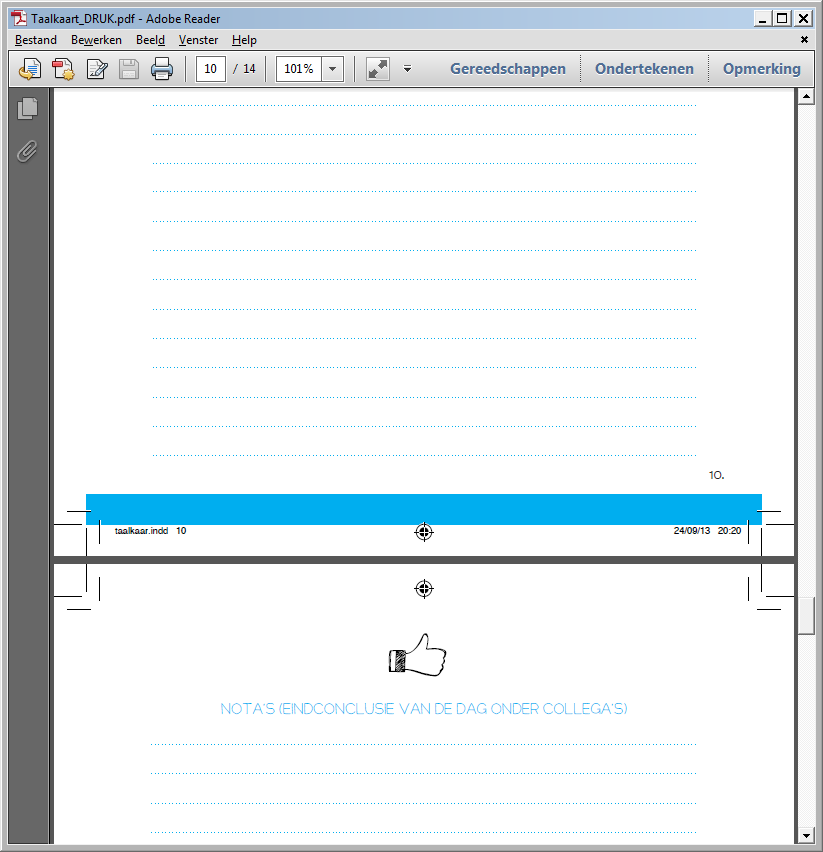 Taalkaart_DRUK.pdf - Adobe Reader
Bestand Bewerken Beeld Venster Help
10 / 14 101% Gereedschappen Ondertekenen Opmerking
10.
taalkaar.indd 10 24/09/13 20:20
NOTA'S (EINDCONCLUSIE VAN DE DAG ONDER COLLEGA'S)